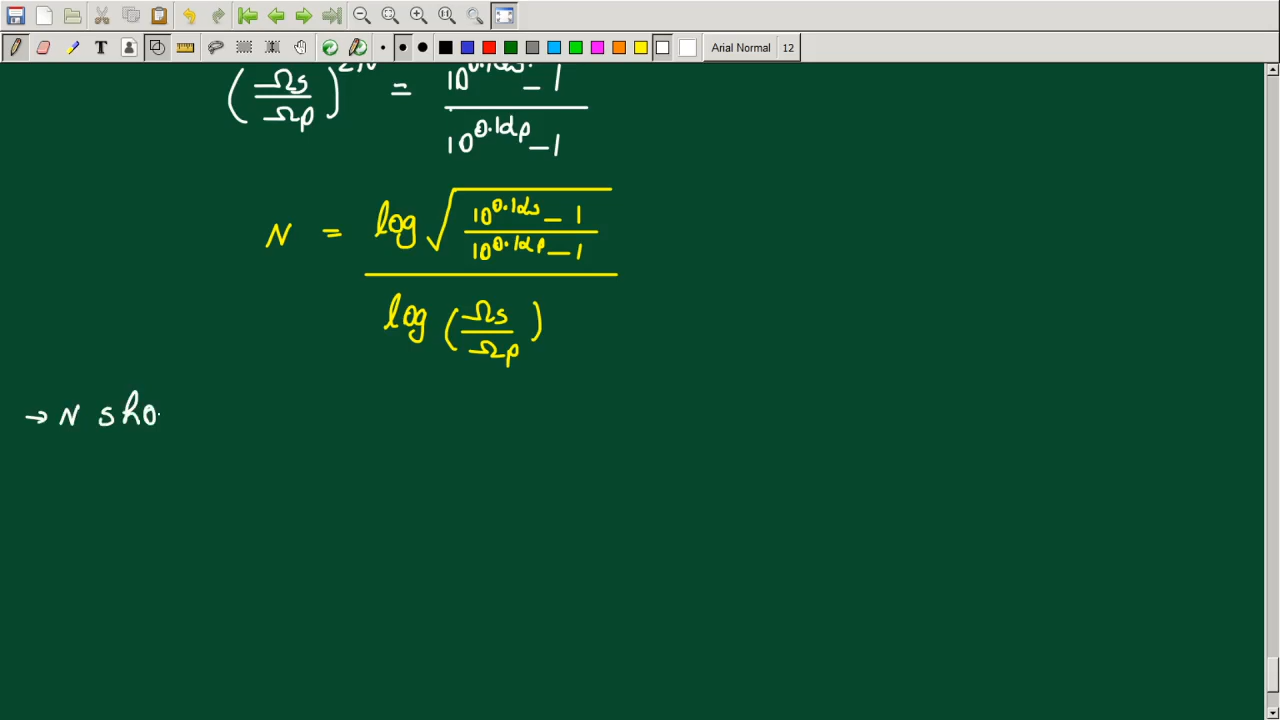 Arial Normal 12
(Ωs/Ωp)^2N = (10^0.1αs - 1)/(10^0.1αp - 1)
N = log √((10^0.1αs - 1)/(10^0.1αp - 1)) / log (Ωs/Ωp)
→ N sho